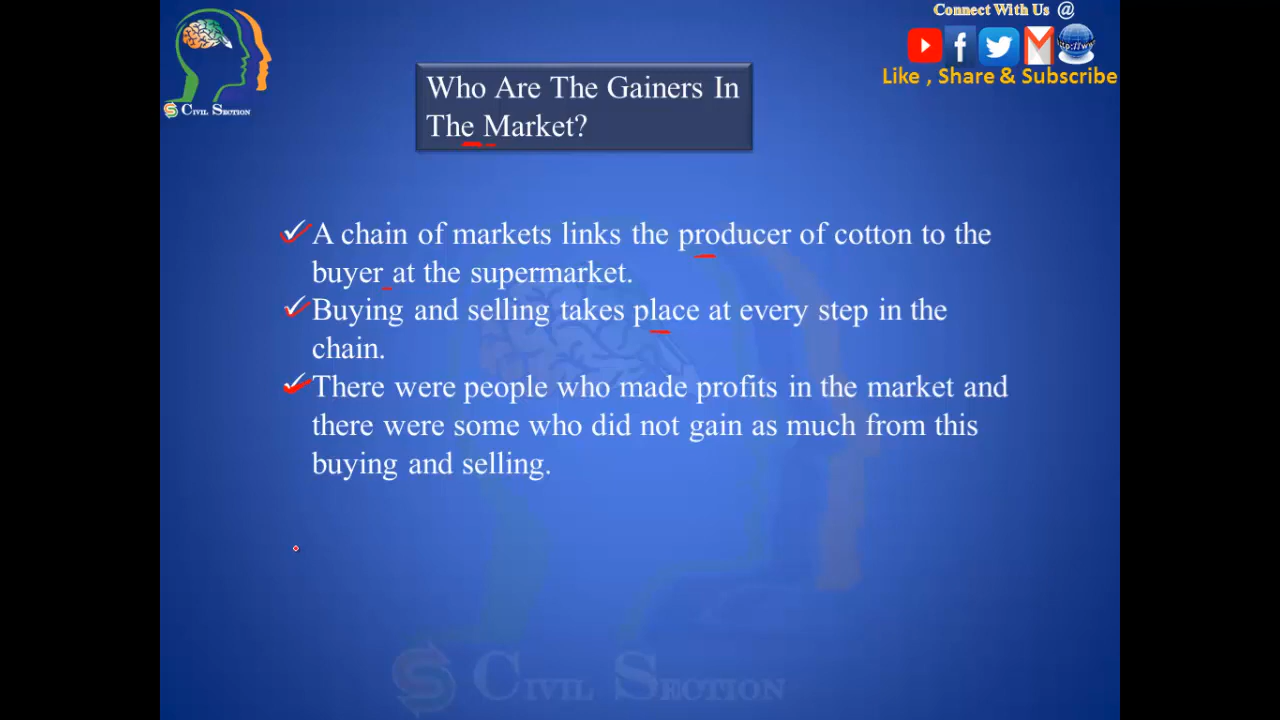 Connect With Us @
http://www
Like , Share & Subscribe
CIVIL SECTION
Who Are The Gainers In
The Market?
A chain of markets links the producer of cotton to the
buyer at the supermarket.
Buying and selling takes place at every step in the
chain.
There were people who made profits in the market and
there were some who did not gain as much from this
buying and selling.
CIVIL SECTION